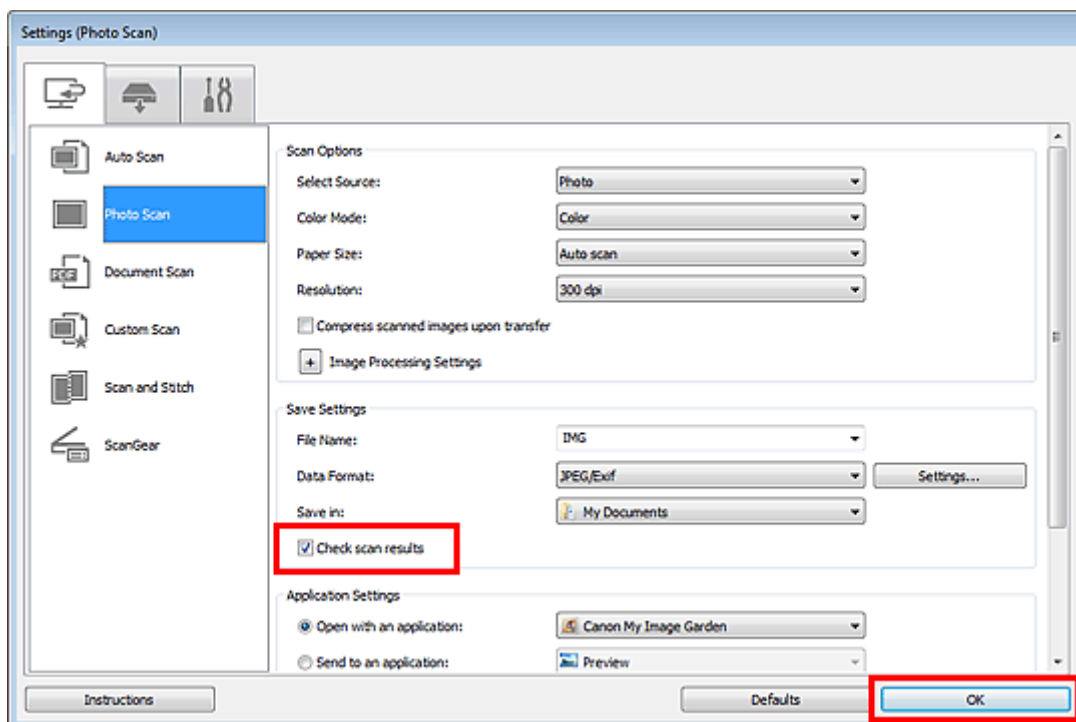 Settings (Photo Scan)
Auto Scan
Photo Scan
Document Scan
Custom Scan
Scan and Stitch
ScanGear
Scan Options
Select Source: Photo
Color Mode: Color
Paper Size: Auto scan
Resolution: 300 dpi
Compress scanned images upon transfer
+ Image Processing Settings
Save Settings
File Name: IMG
Data Format: JPEG/Exif Settings...
Save in: My Documents
Check scan results
Application Settings
Open with an application: Canon My Image Garden
Send to an application: Preview
Instructions Defaults OK